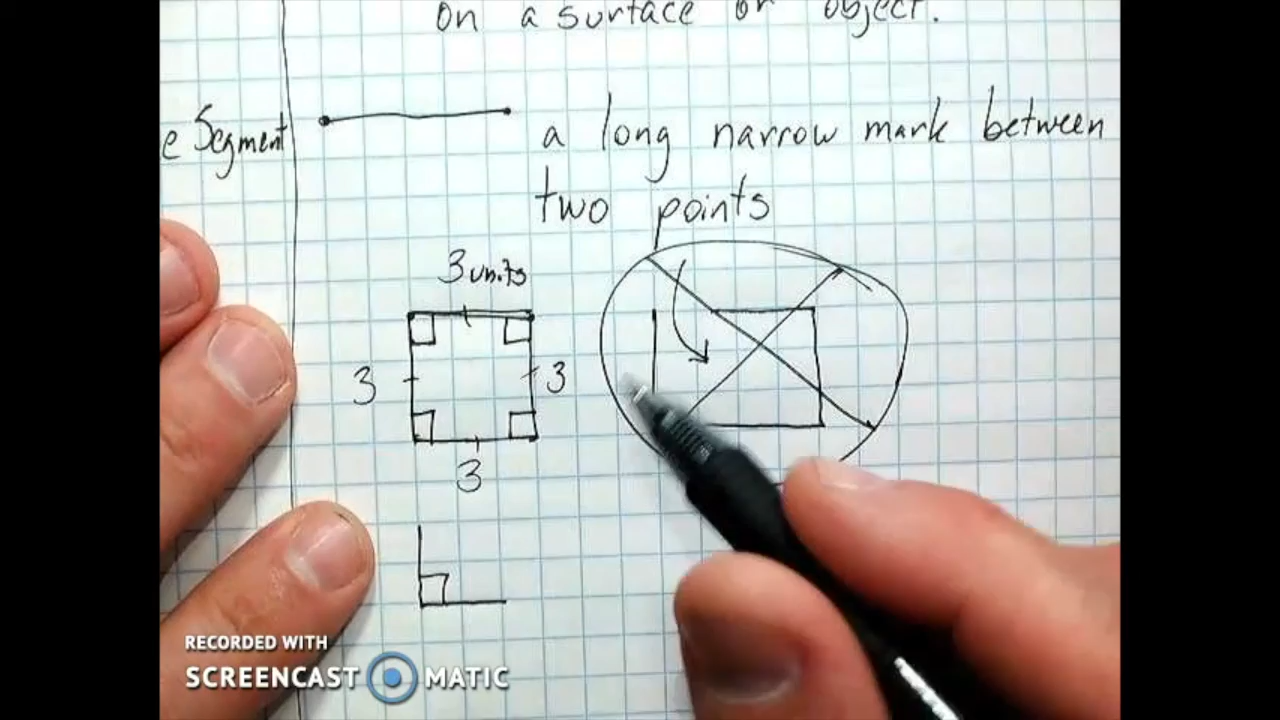 on a surface or object.
e Segment
a long narrow mark between
two points
3 units
3
3
3
RECORDED WITH
SCREENCAST MATIC